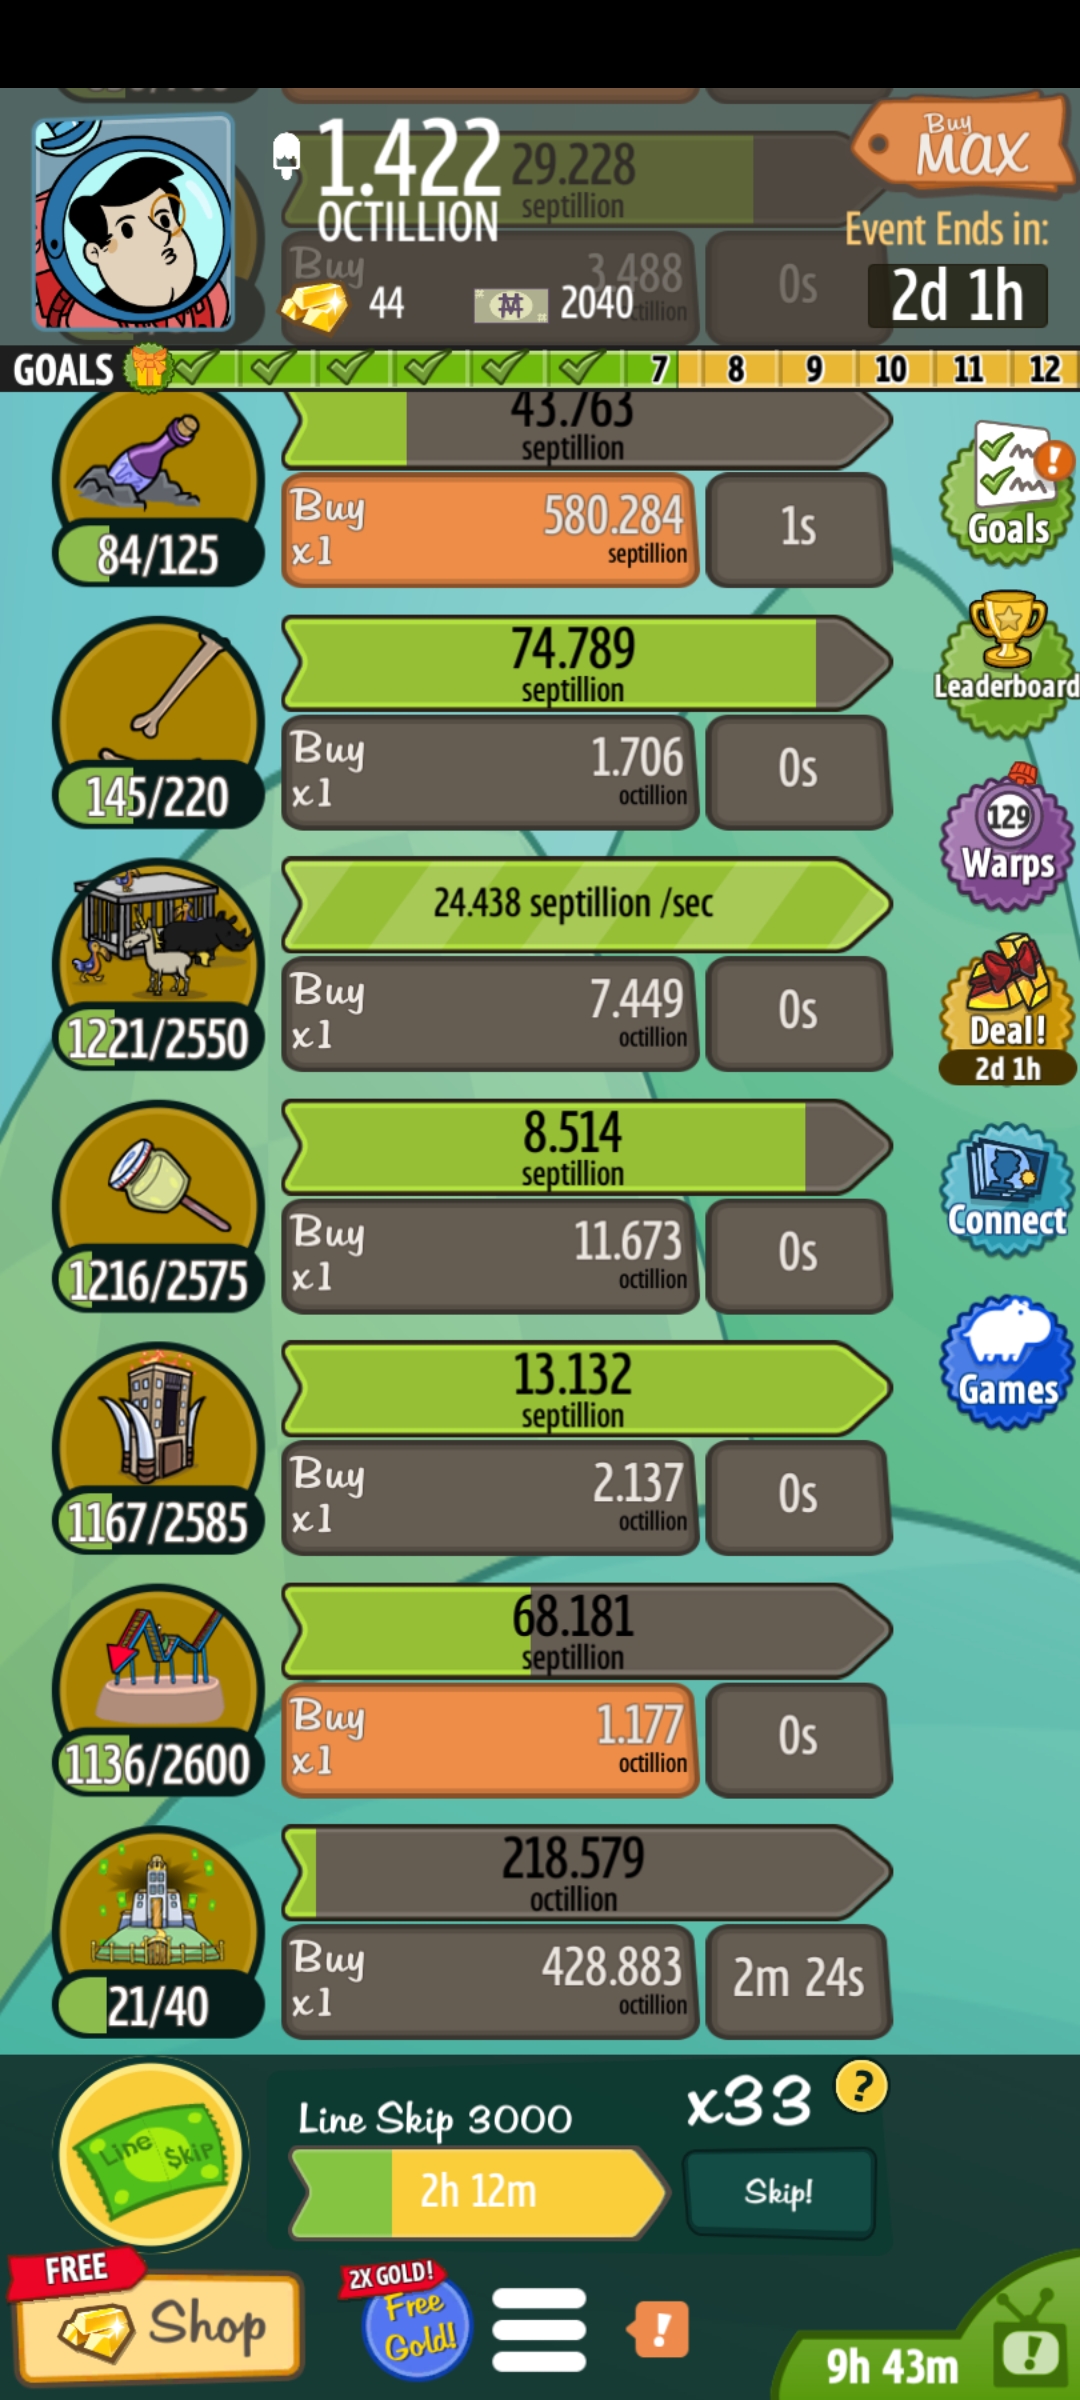 Buy
MAX
1.422
OCTILLION
29.228
septillion
Event Ends in:
2d 1h
Buy
3.488
0s
44
2040
GOALS
7
8
9
10
11
12
43.763
septillion
84/125
Buy
x1
580.284
septillion
1s
Goals
74.789
septillion
145/220
Buy
x1
1.706
octillion
0s
Leaderboard
24.438 septillion /sec
1221/2550
Buy
x1
7.449
octillion
0s
129
Warps
Deal!
2d 1h
8.514
septillion
1216/2575
Buy
x1
11.673
octillion
0s
Connect
13.132
septillion
1167/2585
Buy
x1
2.137
octillion
0s
Games
68.181
septillion
1136/2600
Buy
x1
1.177
octillion
0s
218.579
octillion
21/40
Buy
x1
428.883
octillion
2m 24s
Line $kip
Line Skip 3000
x33
?
2h 12m
Skip!
FREE
Shop
2X GOLD!
Free
Gold!
!
9h 43m
!